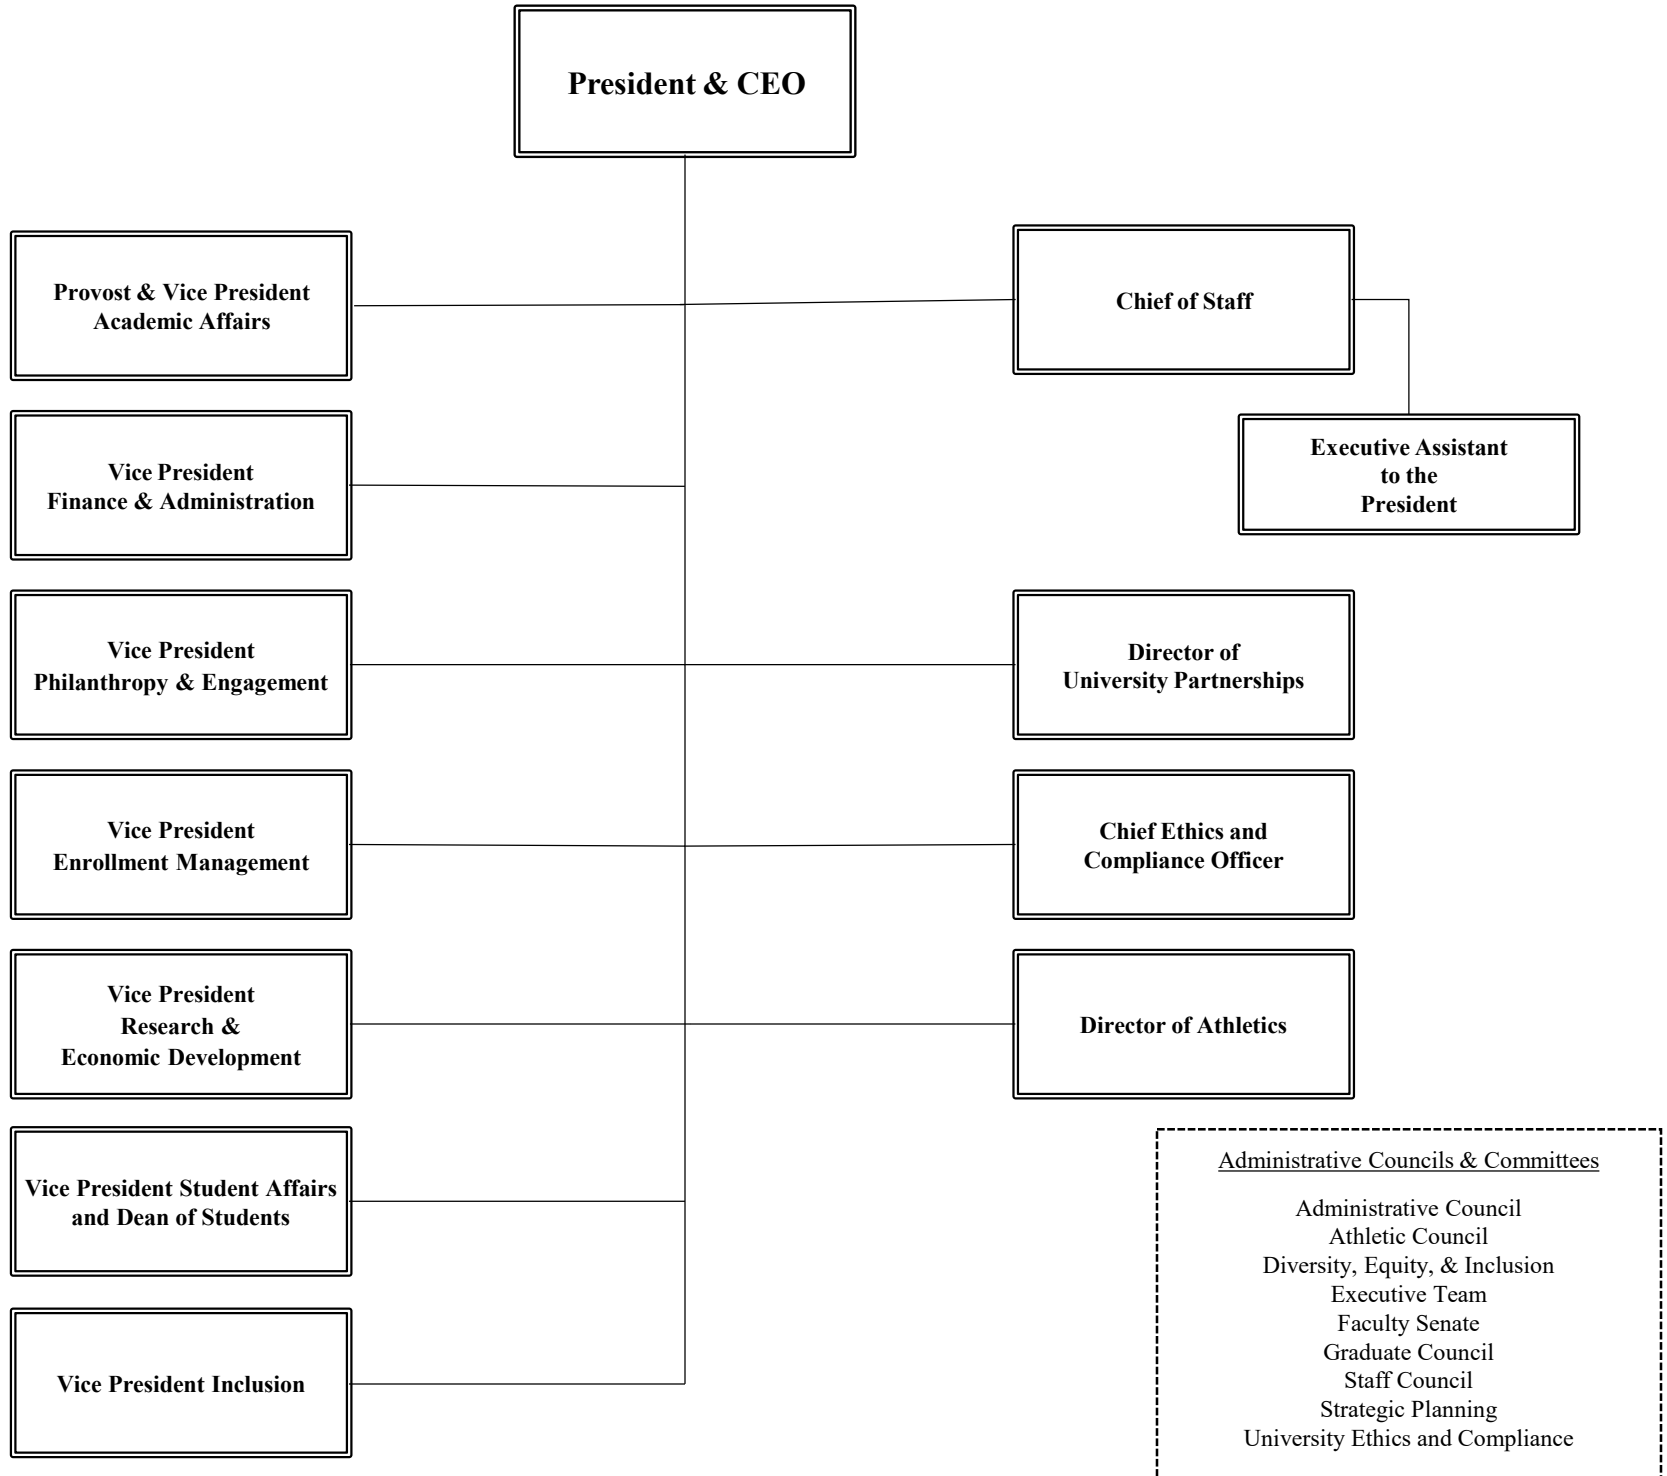 President & CEO
Provost & Vice President
Academic Affairs
Chief of Staff
Vice President
Finance & Administration
Executive Assistant
to the
President
Vice President
Philanthropy & Engagement
Director of
University Partnerships
Vice President
Enrollment Management
Chief Ethics and
Compliance Officer
Vice President
Research &
Economic Development
Director of Athletics
Vice President Student Affairs
and Dean of Students
Vice President Inclusion
Administrative Councils & Committees
Administrative Council
Athletic Council
Diversity, Equity, & Inclusion
Executive Team
Faculty Senate
Graduate Council
Staff Council
Strategic Planning
University Ethics and Compliance